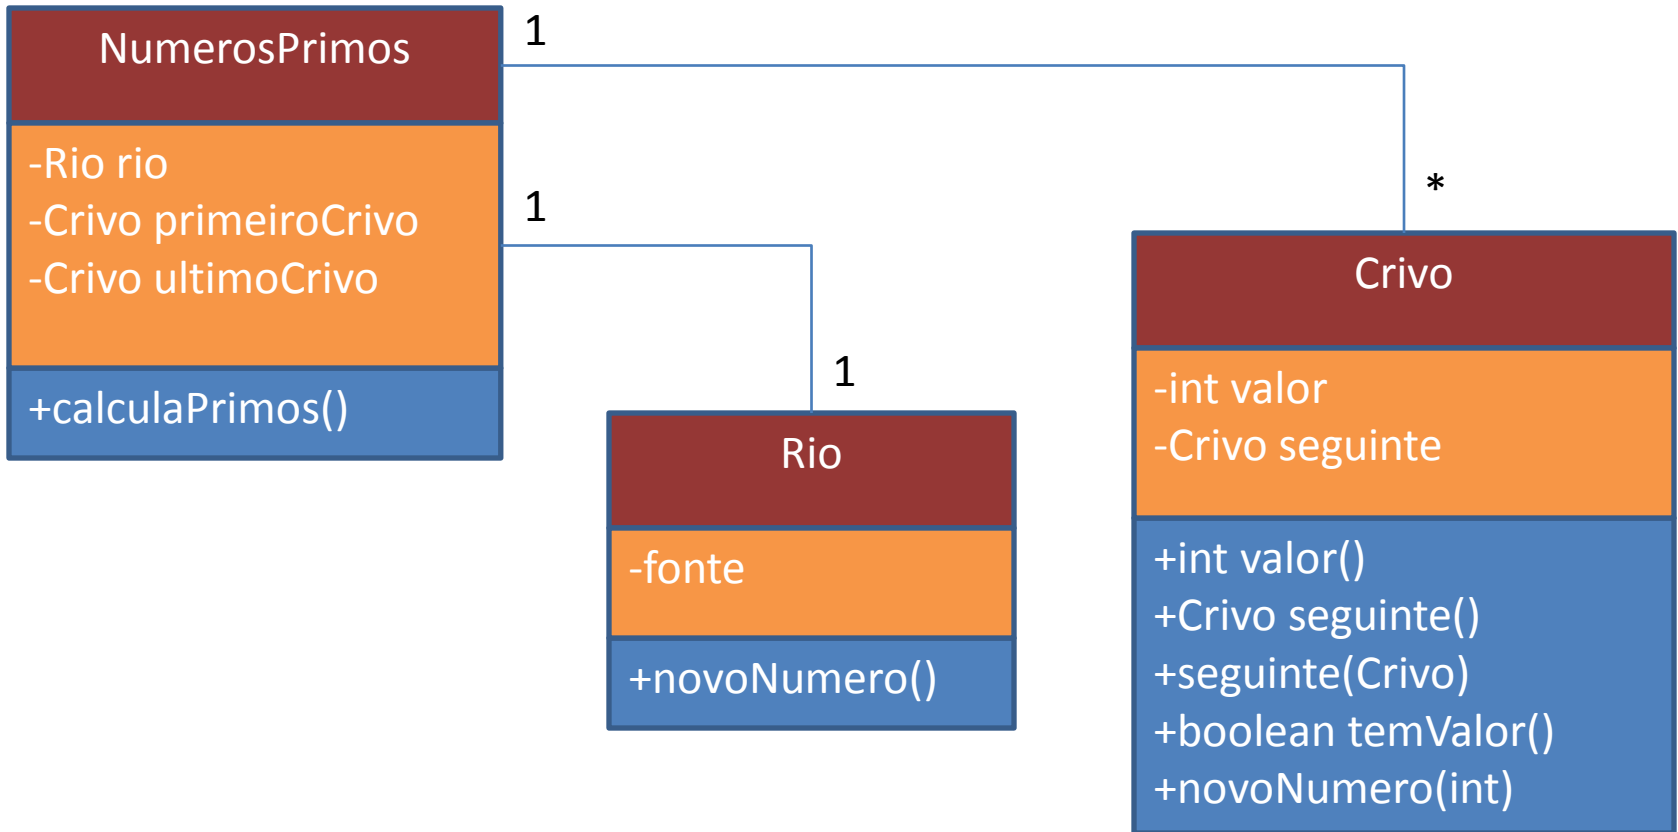 NumerosPrimos
-Rio rio
-Crivo primeiroCrivo
-Crivo ultimoCrivo
+calculaPrimos()
1
1
1
*
Rio
-fonte
+novoNumero()
Crivo
-int valor
-Crivo seguinte
+int valor()
+Crivo seguinte()
+seguinte(Crivo)
+boolean temValor()
+novoNumero(int)